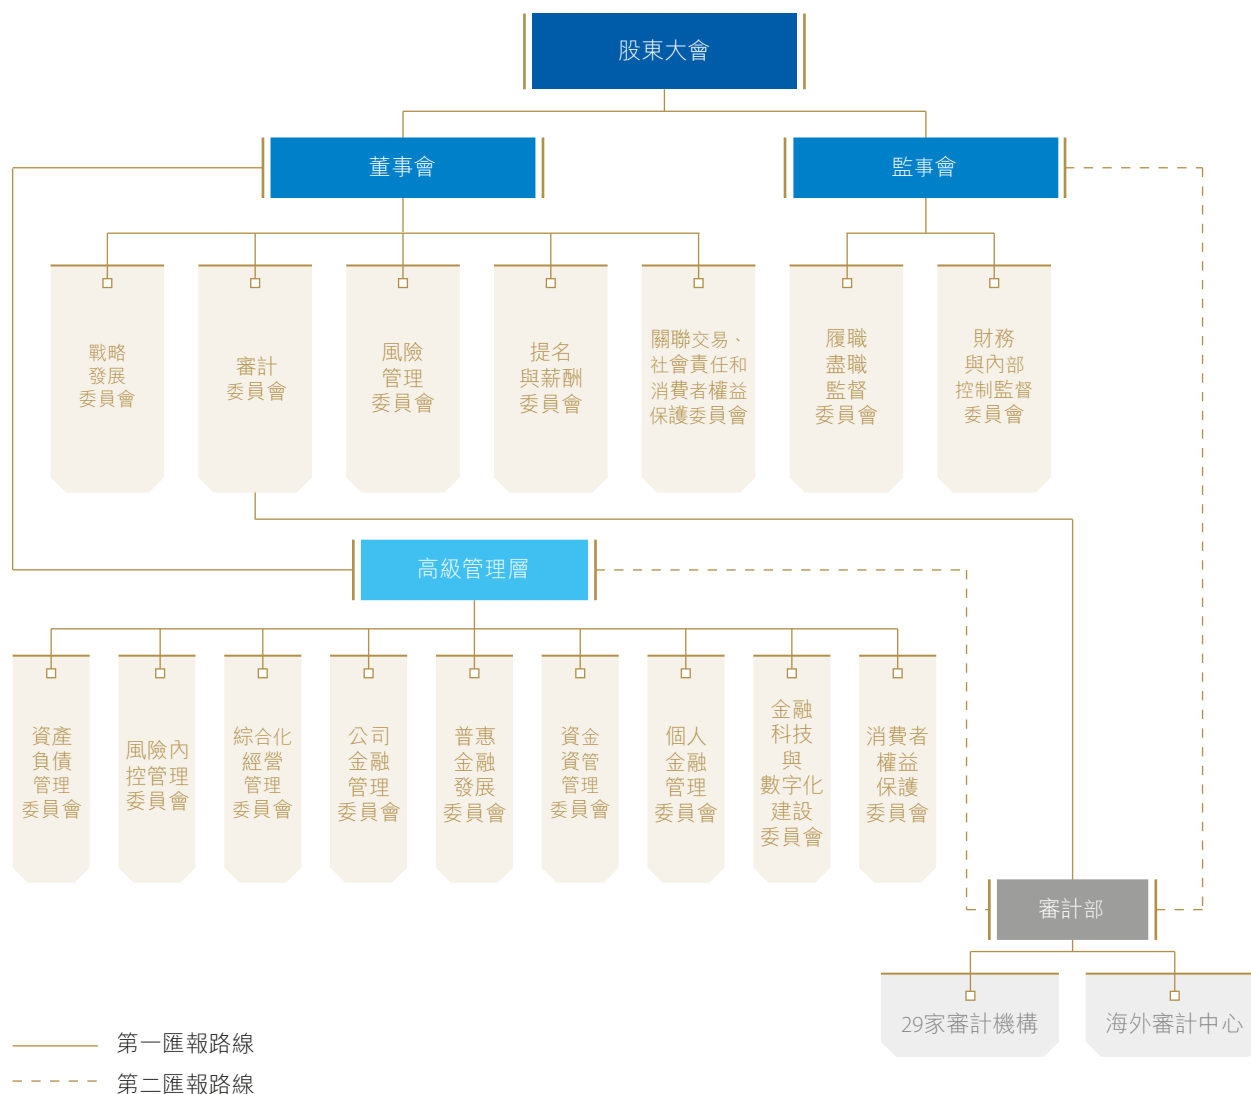 股東大會
董事會
監事會
戰略
發展
委員會
審計
委員會
風險
管理
委員會
提名
與薪酬
委員會
關聯交易、
社會責任和
消費者權益
保護委員會
履職
盡職
監督
委員會
財務
與內部
控制監督
委員會
高級管理層
資產
負債
管理
委員會
風險內
控管理
委員會
綜合化
經營
管理
委員會
公司
金融
管理
委員會
普惠
金融
發展
委員會
資金
資管
管理
委員會
個人
金融
管理
委員會
金融
科技
與
數字化
建設
委員會
消費者
權益
保護
委員會
審計部
29家審計機構
海外審計中心
第一匯報路線
第二匯報路線